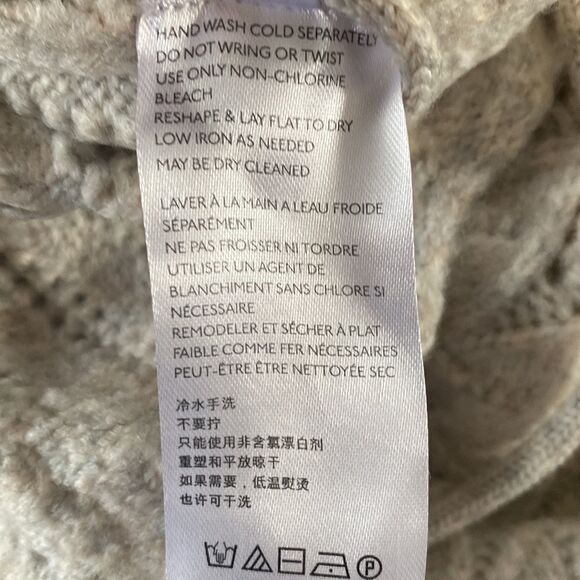 HAND WASH COLD SEPARATELY
DO NOT WRING OR TWIST
USE ONLY NON-CHLORINE
BLEACH
RESHAPE & LAY FLAT TO DRY
LOW IRON AS NEEDED
MAY BE DRY CLEANED
LAVER À LA MAIN A LEAU FROIDE
SÉPARÉMENT
NE PAS FROISSER NI TORDRE
UTILISER UN AGENT DE
BLANCHIMENT SANS CHLORE SI
NÉCESSAIRE
REMODELER ET SÉCHER À PLAT
FAIBLE COMME FER NÉCESSAIRES
PEUT-ÊTRE ÊTRE NETTOYÉE SEC
冷水手洗
不要拧
只能使用非含氯漂白剂
重塑和平放晾干
如果需要，低温熨烫
也许可干洗
P